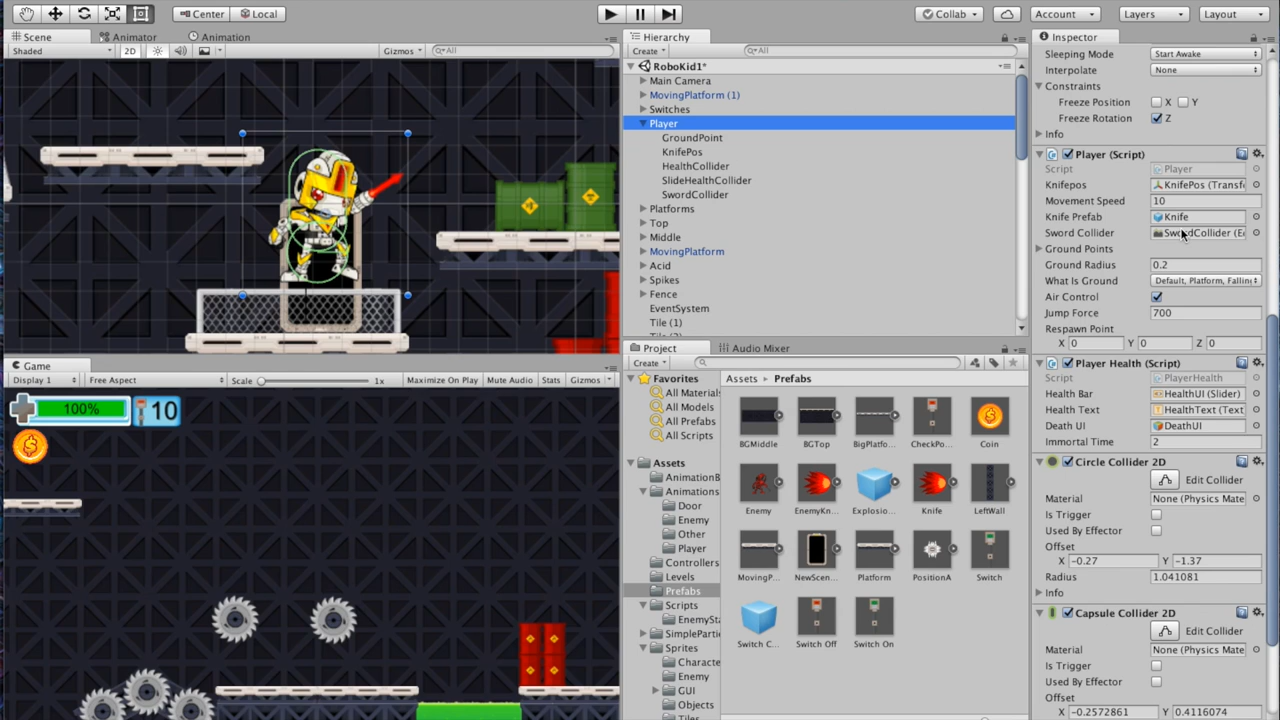 Center Local Collab Account Layers Layout
Scene Animator Animation
Shaded 2D Gizmos All
100% 10
Game
Display 1 Free Aspect Scale 1x Maximize On Play Mute Audio Stats Gizmos
100% 10
Hierarchy
Create All
RoboKid1*
Main Camera
MovingPlatform (1)
Switches
Player
GroundPoint
KnifePos
HealthCollider
SlideHealthCollider
SwordCollider
Platforms
Top
Middle
MovingPlatform
Acid
Spikes
Fence
EventSystem
Tile (1)
Project Audio Mixer
Create
Favorites
All Materials
All Models
All Prefabs
All Scripts
Assets
AnimationB
Animations
Door
Enemy
Other
Player
Controllers
Levels
Prefabs
Scripts
EnemySta
SimpleParti
Sprites
Characte
Enemy
GUI
Objects
Tiles
Assets Prefabs
BGMiddle BGTop BigPlatfo... CheckPo... Coin
Enemy EnemyKn... Explosio... Knife LeftWall
MovingP... NewScen... Platform PositionA Switch
Switch C... Switch Off Switch On
Inspector
Sleeping Mode Start Awake
Interpolate None
Constraints
Freeze Position X Y
Freeze Rotation Z
Info
Player (Script)
Script Player
Knifepos KnifePos (Transf
Movement Speed 10
Knife Prefab Knife
Sword Collider SwordCollider (E
Ground Points
Ground Radius 0.2
What Is Ground Default, Platform, Falling
Air Control
Jump Force 700
Respawn Point
X 0 Y 0 Z 0
Player Health (Script)
Script PlayerHealth
Health Bar HealthUI (Slider)
Health Text HealthText (Text
Death UI DeathUI
Immortal Time 2
Circle Collider 2D
Edit Collider
Material None (Physics Mate
Is Trigger
Used By Effector
Offset
X -0.27 Y -1.37
Radius 1.041081
Info
Capsule Collider 2D
Edit Collider
Material None (Physics Mate
Is Trigger
Used By Effector
Offset
X -0.2572861 Y 0.4116074